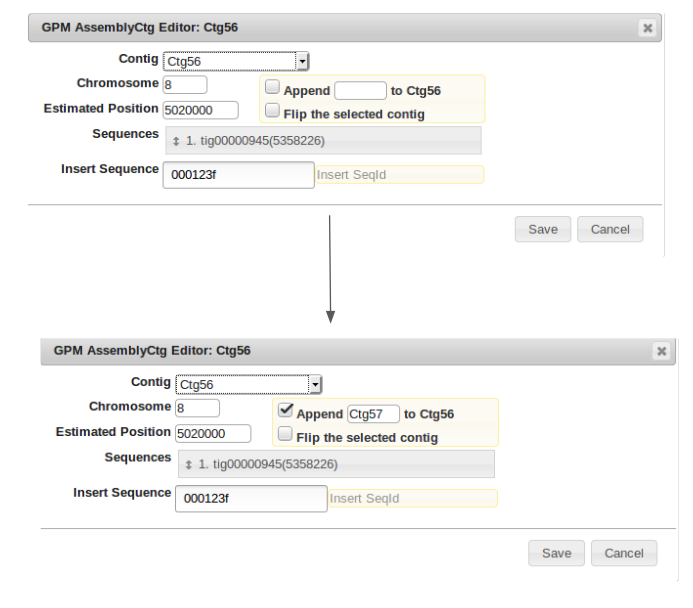 GPM AssemblyCtg Editor: Ctg56
Contig Ctg56
Chromosome 8
Append to Ctg56
Estimated Position 5020000
Flip the selected contig
Sequences
1. tig00000945(5358226)
Insert Sequence 000123f Insert SeqId
Save Cancel
GPM AssemblyCtg Editor: Ctg56
Contig Ctg56
Chromosome 8
Append Ctg57 to Ctg56
Estimated Position 5020000
Flip the selected contig
Sequences
1. tig00000945(5358226)
Insert Sequence 000123f Insert SeqId
Save Cancel